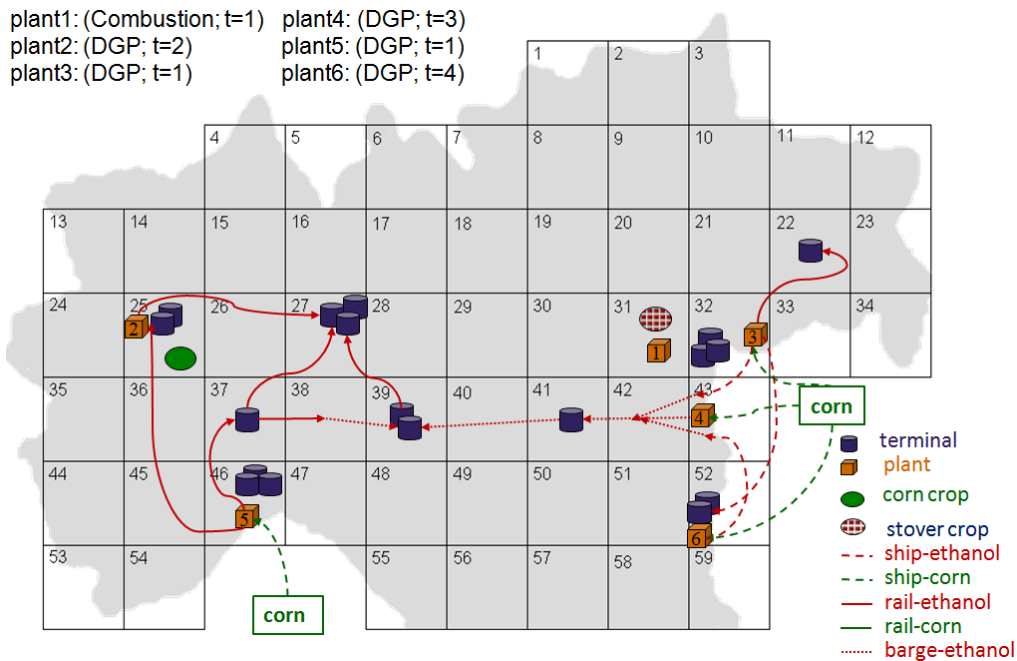 plant1: (Combustion; t=1) plant4: (DGP; t=3)
plant2: (DGP; t=2) plant5: (DGP; t=1)
plant3: (DGP; t=1) plant6: (DGP; t=4)
1 2 3
4 5 6 7 8 9 10 11 12
13 14 15 16 17 18 19 20 21 22 23
24 25 26 27 28 29 30 31 32 33 34
2 1 3
35 36 37 38 39 40 41 42 43
4
corn
44 45 46 47 48 49 50 51 52
5 6
53 54 55 56 57 58 59
corn
terminal
plant
corn crop
stover crop
ship-ethanol
ship-corn
rail-ethanol
rail-corn
barge-ethanol